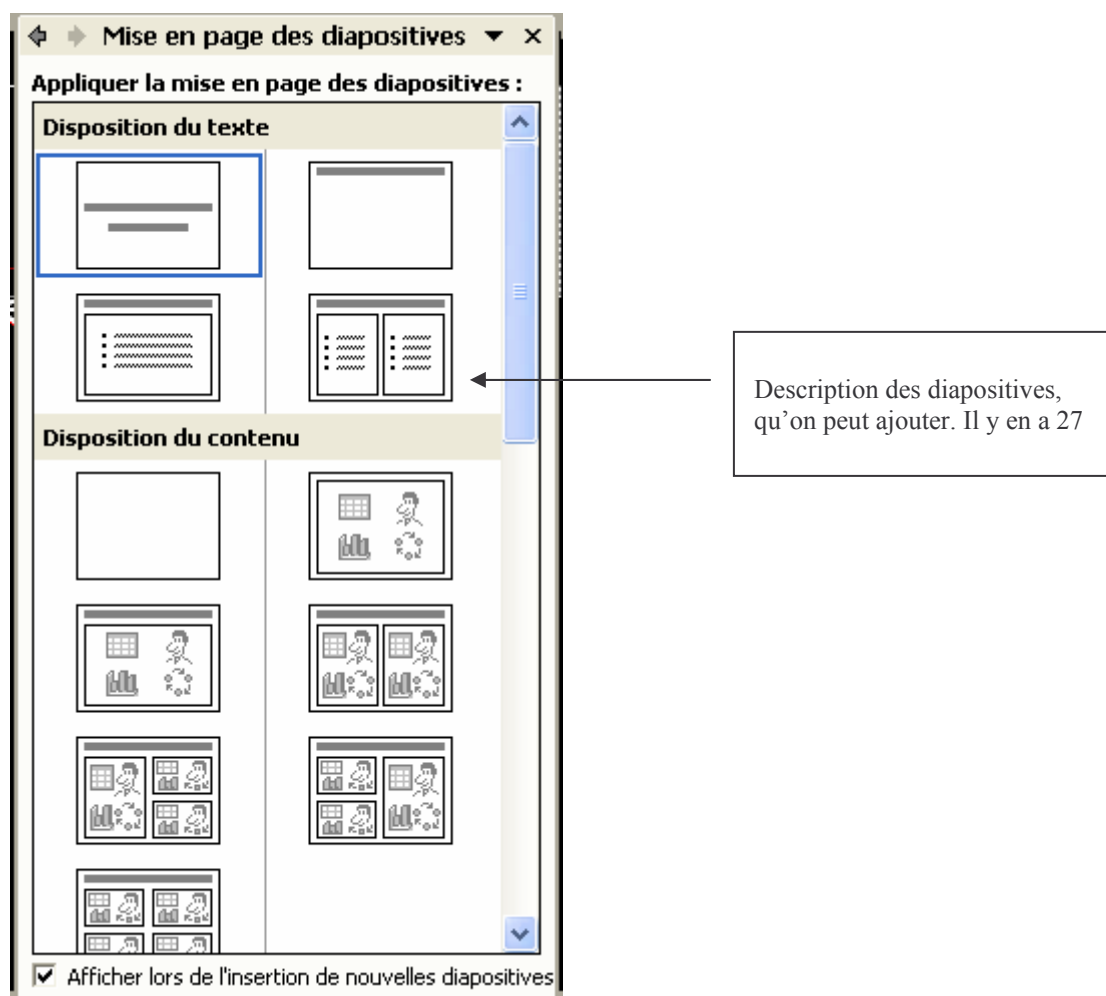 Mise en page des diapositives
Appliquer la mise en page des diapositives :
Disposition du texte
Description des diapositives,
qu’on peut ajouter. Il y en a 27
Disposition du contenu
Afficher lors de l'insertion de nouvelles diapositives